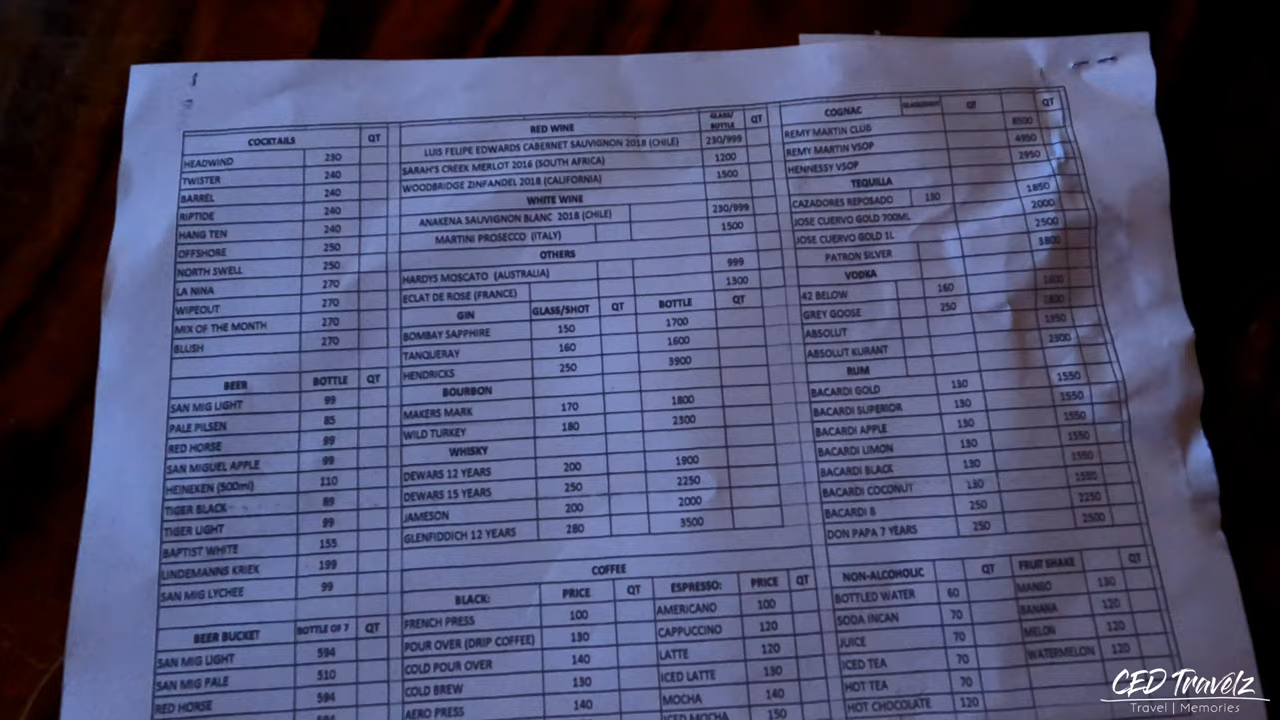 COCKTAILS QT
HEADWIND 230
TWISTER 240
BARREL 240
RIPTIDE 240
HANG TEN 240
OFFSHORE 250
NORTH SWELL 250
LA NINA 270
WIPEOUT 270
MIX OF THE MONTH 270
BLUSH 270
BEER BOTTLE QT
SAN MIG LIGHT 99
PALE PILSEN 85
RED HORSE 99
SAN MIGUEL APPLE 99
HEINEKEN (500ml) 110
TIGER BLACK 89
TIGER LIGHT 99
BAPTIST WHITE 155
LINDEMANNS KRIEK 199
SAN MIG LYCHEE 99
BEER BUCKET BOTTLE OF 7 QT
SAN MIG LIGHT 594
SAN MIG PALE 510
RED HORSE 594
RED WINE GLASS/ BOTTLE QT
LUIS FELIPE EDWARDS CABERNET SAUVIGNON 2018 (CHILE) 230/999
SARAH'S CREEK MERLOT 2016 (SOUTH AFRICA) 1200
WOODBRIDGE ZINFANDEL 2018 (CALIFORNIA) 1500
WHITE WINE
ANAKENA SAUVIGNON BLANC 2018 (CHILE) 230/999
MARTINI PROSECCO (ITALY) 1500
OTHERS
HARDYS MOSCATO (AUSTRALIA) 999
ECLAT DE ROSE (FRANCE) 1300
GIN GLASS/SHOT QT BOTTLE QT
BOMBAY SAPPHIRE 150 1700
TANQUERAY 160 1600
HENDRICKS 250 3900
BOURBON
MAKERS MARK 170 1800
WILD TURKEY 180 2300
WHISKY
DEWARS 12 YEARS 200 1900
DEWARS 15 YEARS 250 2250
JAMESON 200 2000
GLENFIDDICH 12 YEARS 280 3500
COFFEE
BLACK: PRICE QT
FRENCH PRESS 100
POUR OVER (DRIP COFFEE) 130
COLD POUR OVER 140
COLD BREW 130
AERO PRESS 140
ESPRESSO: PRICE QT
AMERICANO 100
CAPPUCCINO 120
LATTE 120
ICED LATTE 130
MOCHA 140
ICED MOCHA 150
COGNAC QT QT
REMY MARTIN CLUB 6500
REMY MARTIN VSOP 4950
HENNESSY VSOP 2950
TEQUILLA
CAZADORES REPOSADO 130 1850
JOSE CUERVO GOLD 700ML 2000
JOSE CUERVO GOLD 1L 2500
PATRON SILVER 3800
VODKA
42 BELOW 160
GREY GOOSE 250
ABSOLUT
ABSOLUT KURANT
RUM
BACARDI GOLD 130 1550
BACARDI SUPERIOR 130 1550
BACARDI APPLE 130 1550
BACARDI LIMON 130 1550
BACARDI BLACK 130 1550
BACARDI COCONUT 130 1550
BACARDI 8 250 2250
DON PAPA 7 YEARS 250 2500
NON-ALCOHOLIC QT
BOTTLED WATER 60
SODA INCAN 70
JUICE 70
ICED TEA 70
HOT TEA 70
HOT CHOCOLATE 120
FRUIT SHAKE QT
MANGO 130
BANANA 120
MELON 120
WATERMELON 120
CED Travelz
Travel | Memories